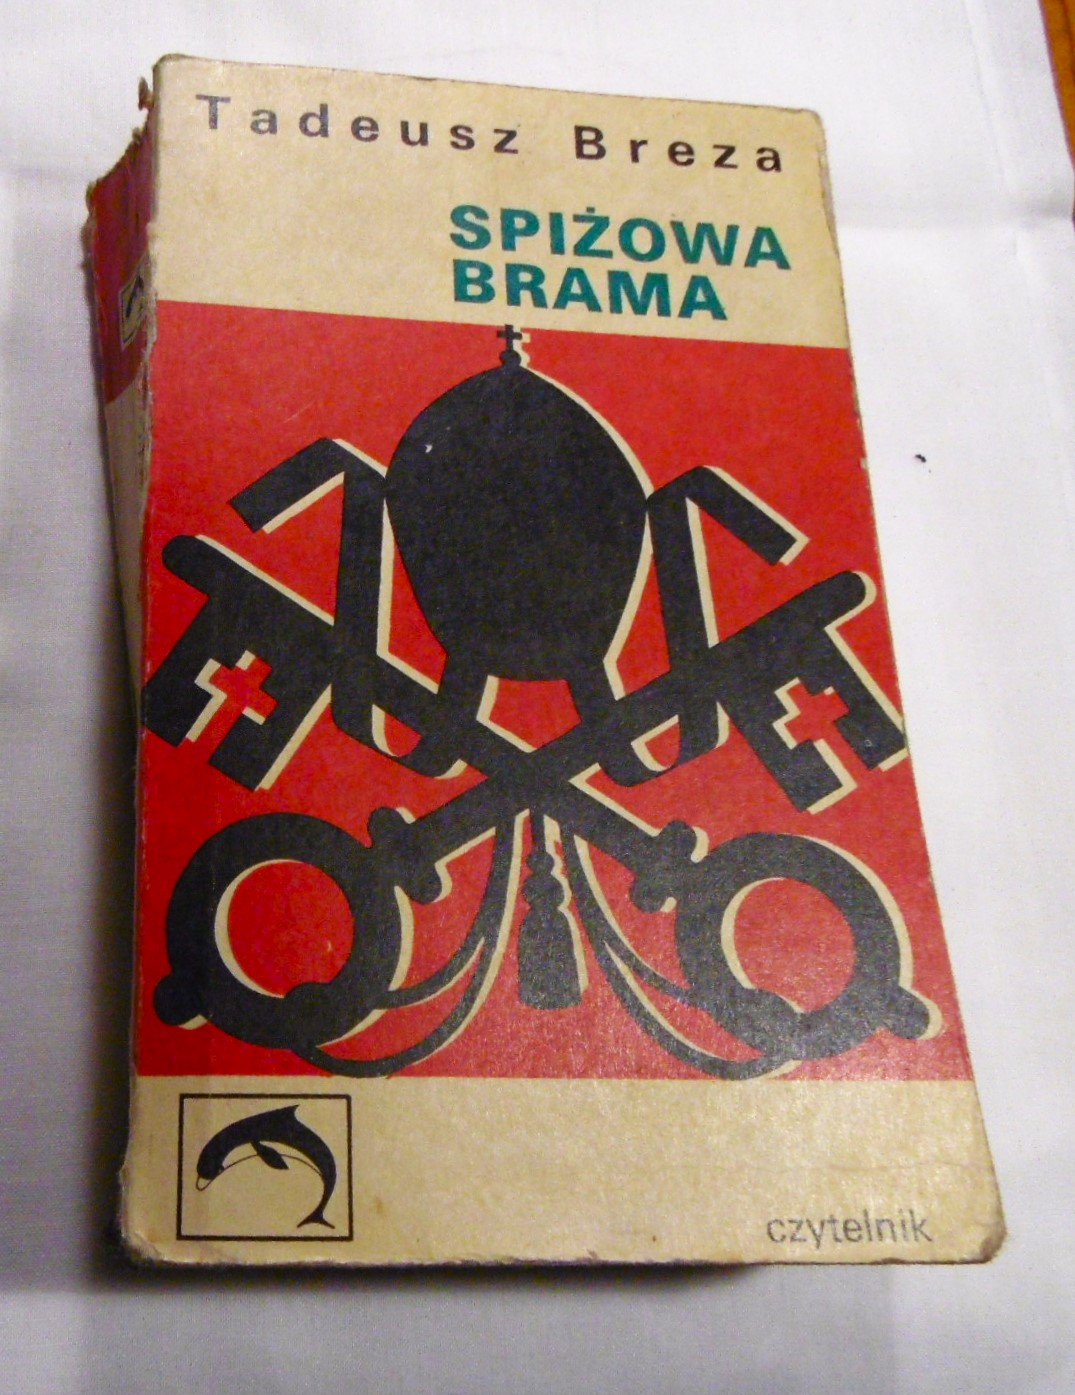 Tadeusz Breza
SPIŻOWA
BRAMA
czytelnik